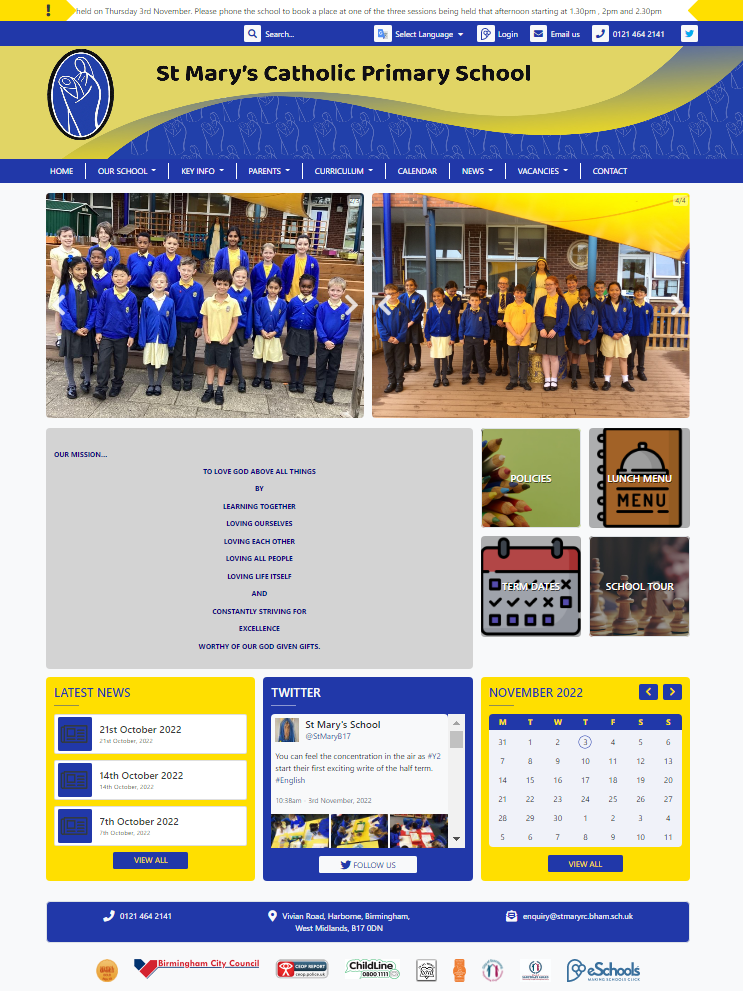 held on Thursday 3rd November. Please phone the school to book a place at one of the three sessions being held that afternoon starting at 1.30pm , 2pm and 2.30pm
Search... Select Language Login Email us 0121 464 2141
St Mary's Catholic Primary School
HOME OUR SCHOOL KEY INFO PARENTS CURRICULUM CALENDAR NEWS VACANCIES CONTACT
4/4
OUR MISSION...
TO LOVE GOD ABOVE ALL THINGS
BY
LEARNING TOGETHER
LOVING OURSELVES
LOVING EACH OTHER
LOVING ALL PEOPLE
LOVING LIFE ITSELF
AND
CONSTANTLY STRIVING FOR
EXCELLENCE
WORTHY OF OUR GOD GIVEN GIFTS.
POLICIES
LUNCH MENU
MENU
TERM DATES
SCHOOL TOUR
LATEST NEWS
21st October 2022
21st October, 2022
14th October 2022
14th October, 2022
7th October 2022
7th October, 2022
VIEW ALL
TWITTER
St Mary's School
@StMaryB17
You can feel the concentration in the air as #Y2
start their first exciting write of the half term.
#English
10:38am - 3rd November, 2022
FOLLOW US
NOVEMBER 2022
M T W T F S S
31 1 2 3 4 5 6
7 8 9 10 11 12 13
14 15 16 17 18 19 20
21 22 23 24 25 26 27
28 29 30 1 2 3 4
5 6 7 8 9 10 11
VIEW ALL
0121 464 2141
Vivian Road, Harborne, Birmingham,
West Midlands, B17 0DN
enquiry@stmaryrc.bham.sch.uk
Birmingham City Council
CEOP REPORT
ceop.police.uk
ChildLine
0800 1111
eSchools
MAKING SCHOOLS CLICK